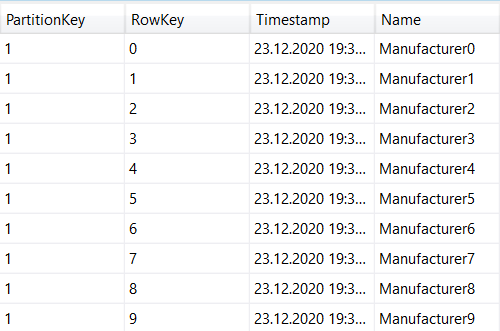 PartitionKey RowKey Timestamp Name
1 0 23.12.2020 19:3... Manufacturer0
1 1 23.12.2020 19:3... Manufacturer1
1 2 23.12.2020 19:3... Manufacturer2
1 3 23.12.2020 19:3... Manufacturer3
1 4 23.12.2020 19:3... Manufacturer4
1 5 23.12.2020 19:3... Manufacturer5
1 6 23.12.2020 19:3... Manufacturer6
1 7 23.12.2020 19:3... Manufacturer7
1 8 23.12.2020 19:3... Manufacturer8
1 9 23.12.2020 19:3... Manufacturer9